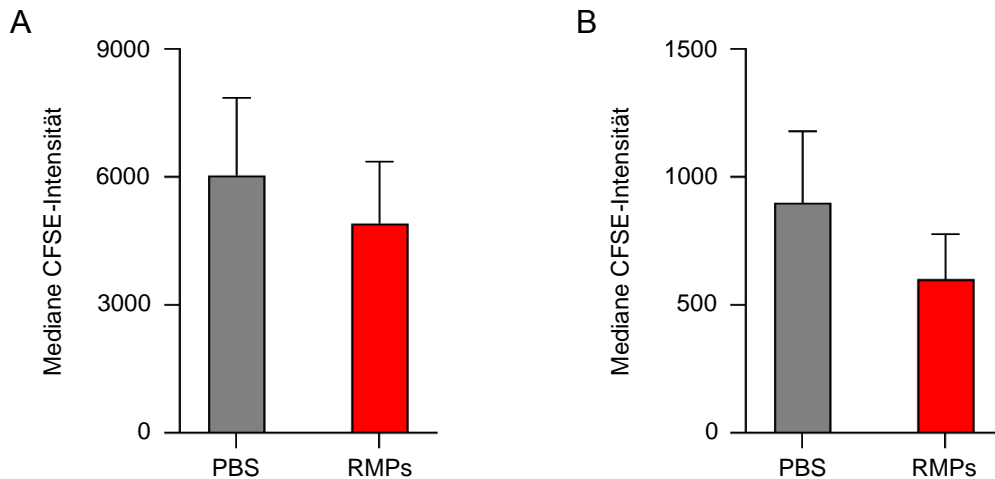 A
Mediane CFSE-Intensität
9000
6000
3000
0
PBS
RMPs
B
Mediane CFSE-Intensität
1500
1000
500
0
PBS
RMPs